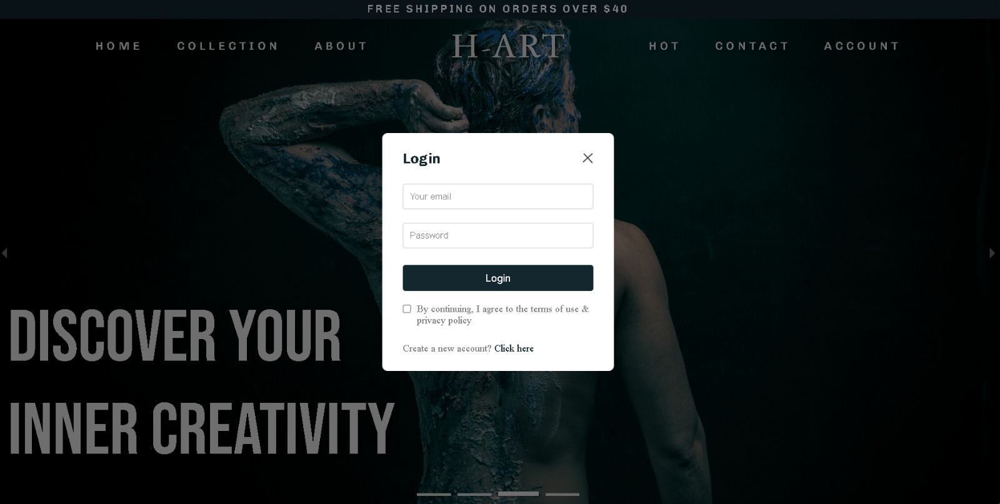 FREE SHIPPING ON ORDERS OVER $40
HOME COLLECTION ABOUT H-ART HOT CONTACT ACCOUNT
Login
Your email
Password
Login
By continuing, I agree to the terms of use &
privacy policy
Create a new account? Click here
DISCOVER YOUR
INNER CREATIVITY